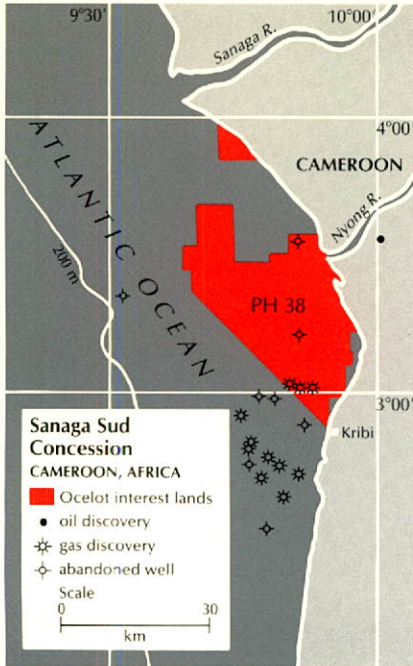 9°30'
10°00'
Sanaga R.
4°00'
CAMEROON
Nyong R.
ATLANTIC OCEAN
200 m
PH 38
3°00'
Kribi
Sanaga Sud
Concession
CAMEROON, AFRICA
Ocelot interest lands
oil discovery
gas discovery
abandoned well
Scale
0 30
km